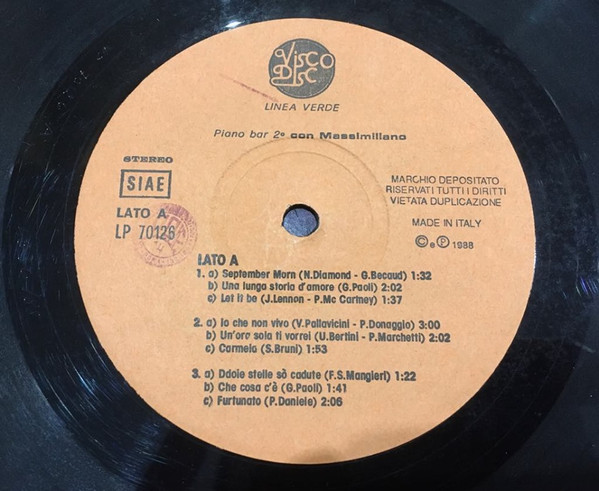 Visco
Disc
LINEA VERDE
Piano bar 2° con Massimiliano
STEREO
SIAE
LATO A
LP 70126
MARCHIO DEPOSITATO
RISERVATI TUTTI I DIRITTI
VIETATA DUPLICAZIONE
MADE IN ITALY
© e ℗ 1988
LATO A
1. a) September Morn (N.Diamond - G.Becaud) 1:32
b) Una lunga storia d'amore (G.Paoli) 2:02
c) Let it be (J.Lennon - P.Mc Cartney) 1:37
2. a) Io che non vivo (V.Pallavicini - P.Donaggio) 3:00
b) Un'ora sola ti vorrei (U.Bertini - P.Marchetti) 2:02
c) Carmela (S.Bruni) 1:53
3. a) Ddoie stelle sò cadute (F.S.Mangieri) 1:22
b) Che cosa c'è (G.Paoli) 1:41
c) Furtunato (P.Daniele) 2:06